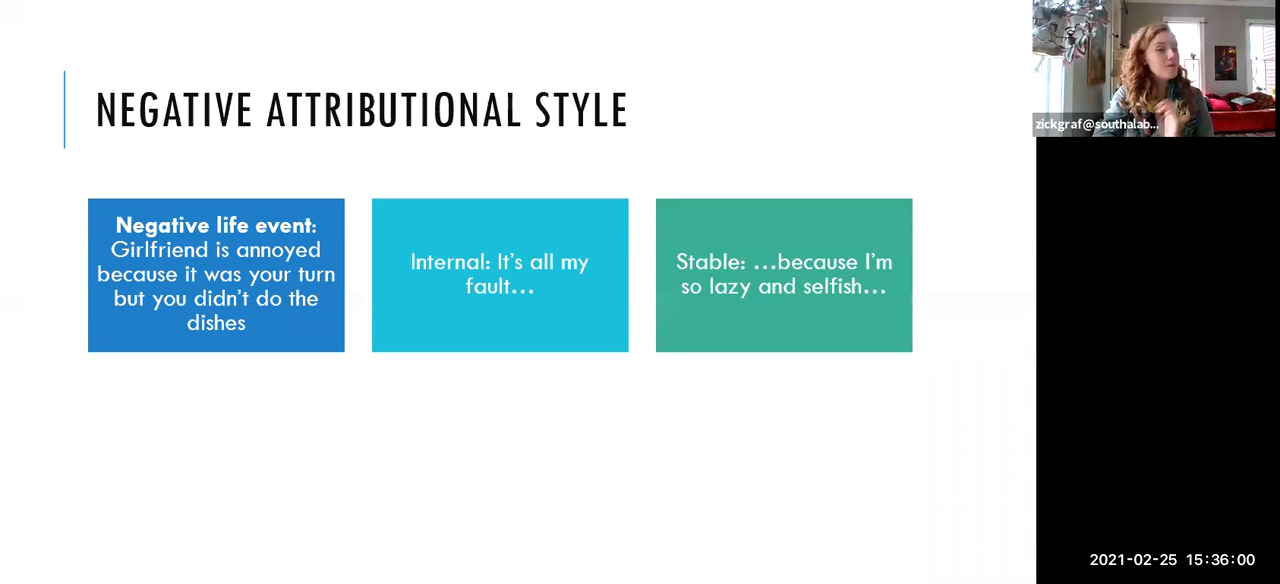 NEGATIVE ATTRIBUTIONAL STYLE
Negative life event:
Girlfriend is annoyed
because it was your turn
but you didn't do the
dishes
Internal: It's all my
fault...
Stable: ...because I'm
so lazy and selfish...
zickgraf@southalab...
2021-02-25 15:36:00